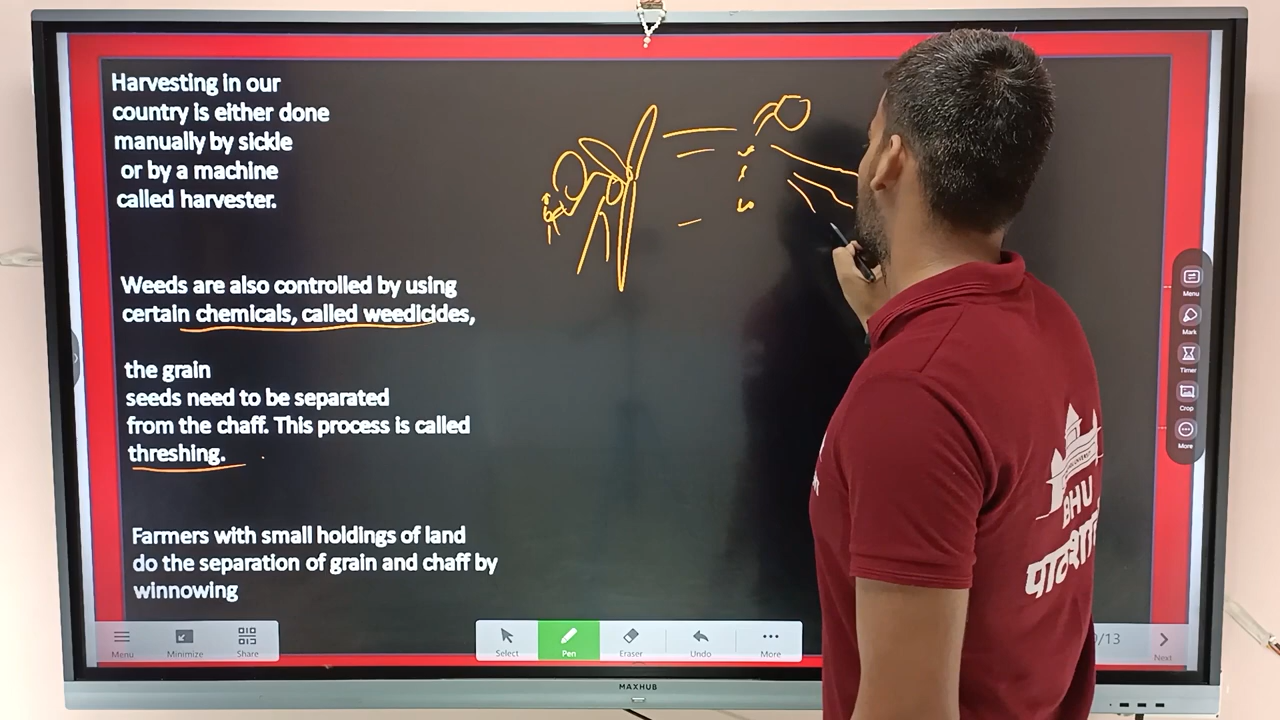 Harvesting in our
country is either done
manually by sickle
or by a machine
called harvester.
Weeds are also controlled by using
certain chemicals, called weedicides,
the grain
seeds need to be separated
from the chaff. This process is called
threshing.
Farmers with small holdings of land
do the separation of grain and chaff by
winnowing
Menu
Mark
Timer
Crop
More
BHU
Menu
Minimize
Share
Select
Pen
Eraser
Undo
More
/13
Next
MAXHUB